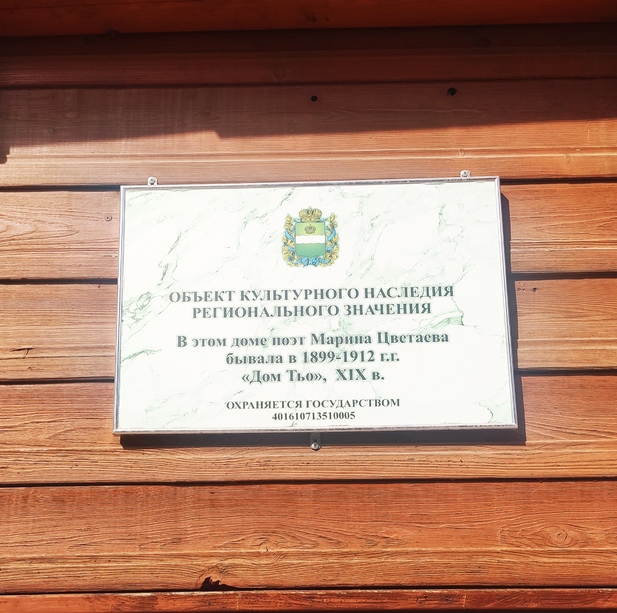 ОБЪЕКТ КУЛЬТУРНОГО НАСЛЕДИЯ
РЕГИОНАЛЬНОГО ЗНАЧЕНИЯ
В этом доме поэт Марина Цветаева
бывала в 1899-1912 г.г.
«Дом Тьо», XIX в.
ОХРАНЯЕТСЯ ГОСУДАРСТВОМ
401610713510005